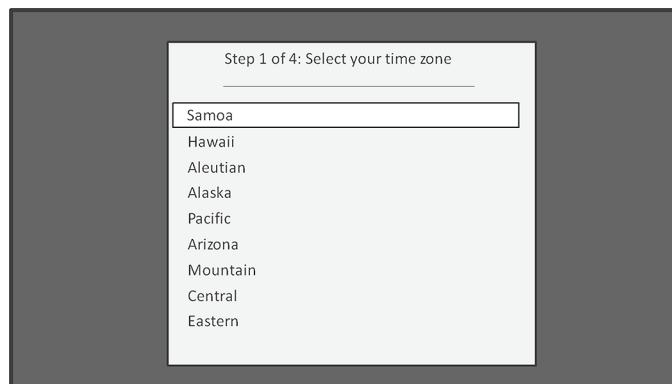 Step 1 of 4: Select your time zone
Samoa
Hawaii
Aleutian
Alaska
Pacific
Arizona
Mountain
Central
Eastern